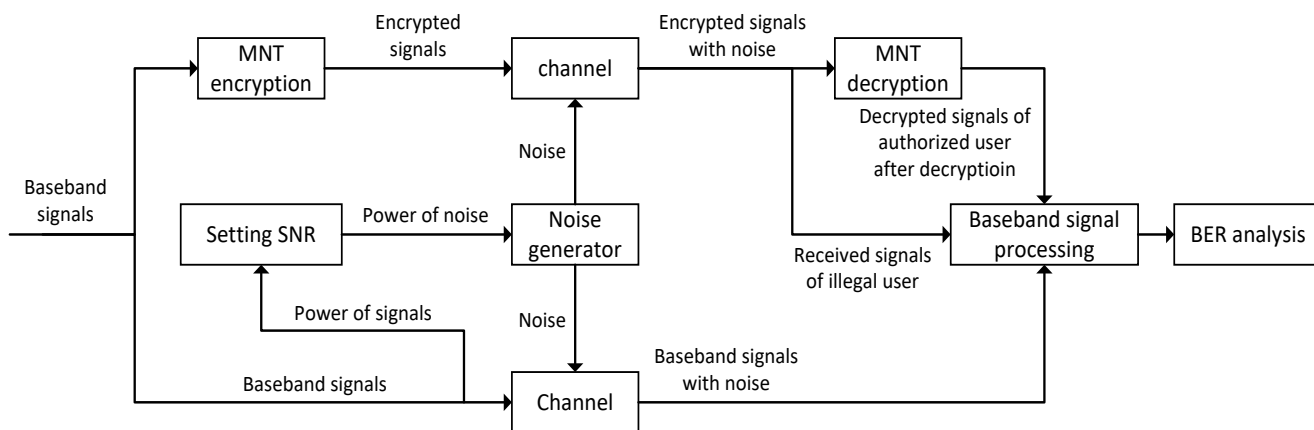 Encrypted
signals
Encrypted signals
with noise
MNT
encryption
channel
MNT
decryption
Decrypted signals of
authorized user
after decryptioin
Noise
Baseband
signals
Power of noise
Setting SNR
Noise
generator
Baseband signal
processing
BER analysis
Received signals
of illegal user
Power of signals
Noise
Baseband signals
with noise
Baseband signals
Channel